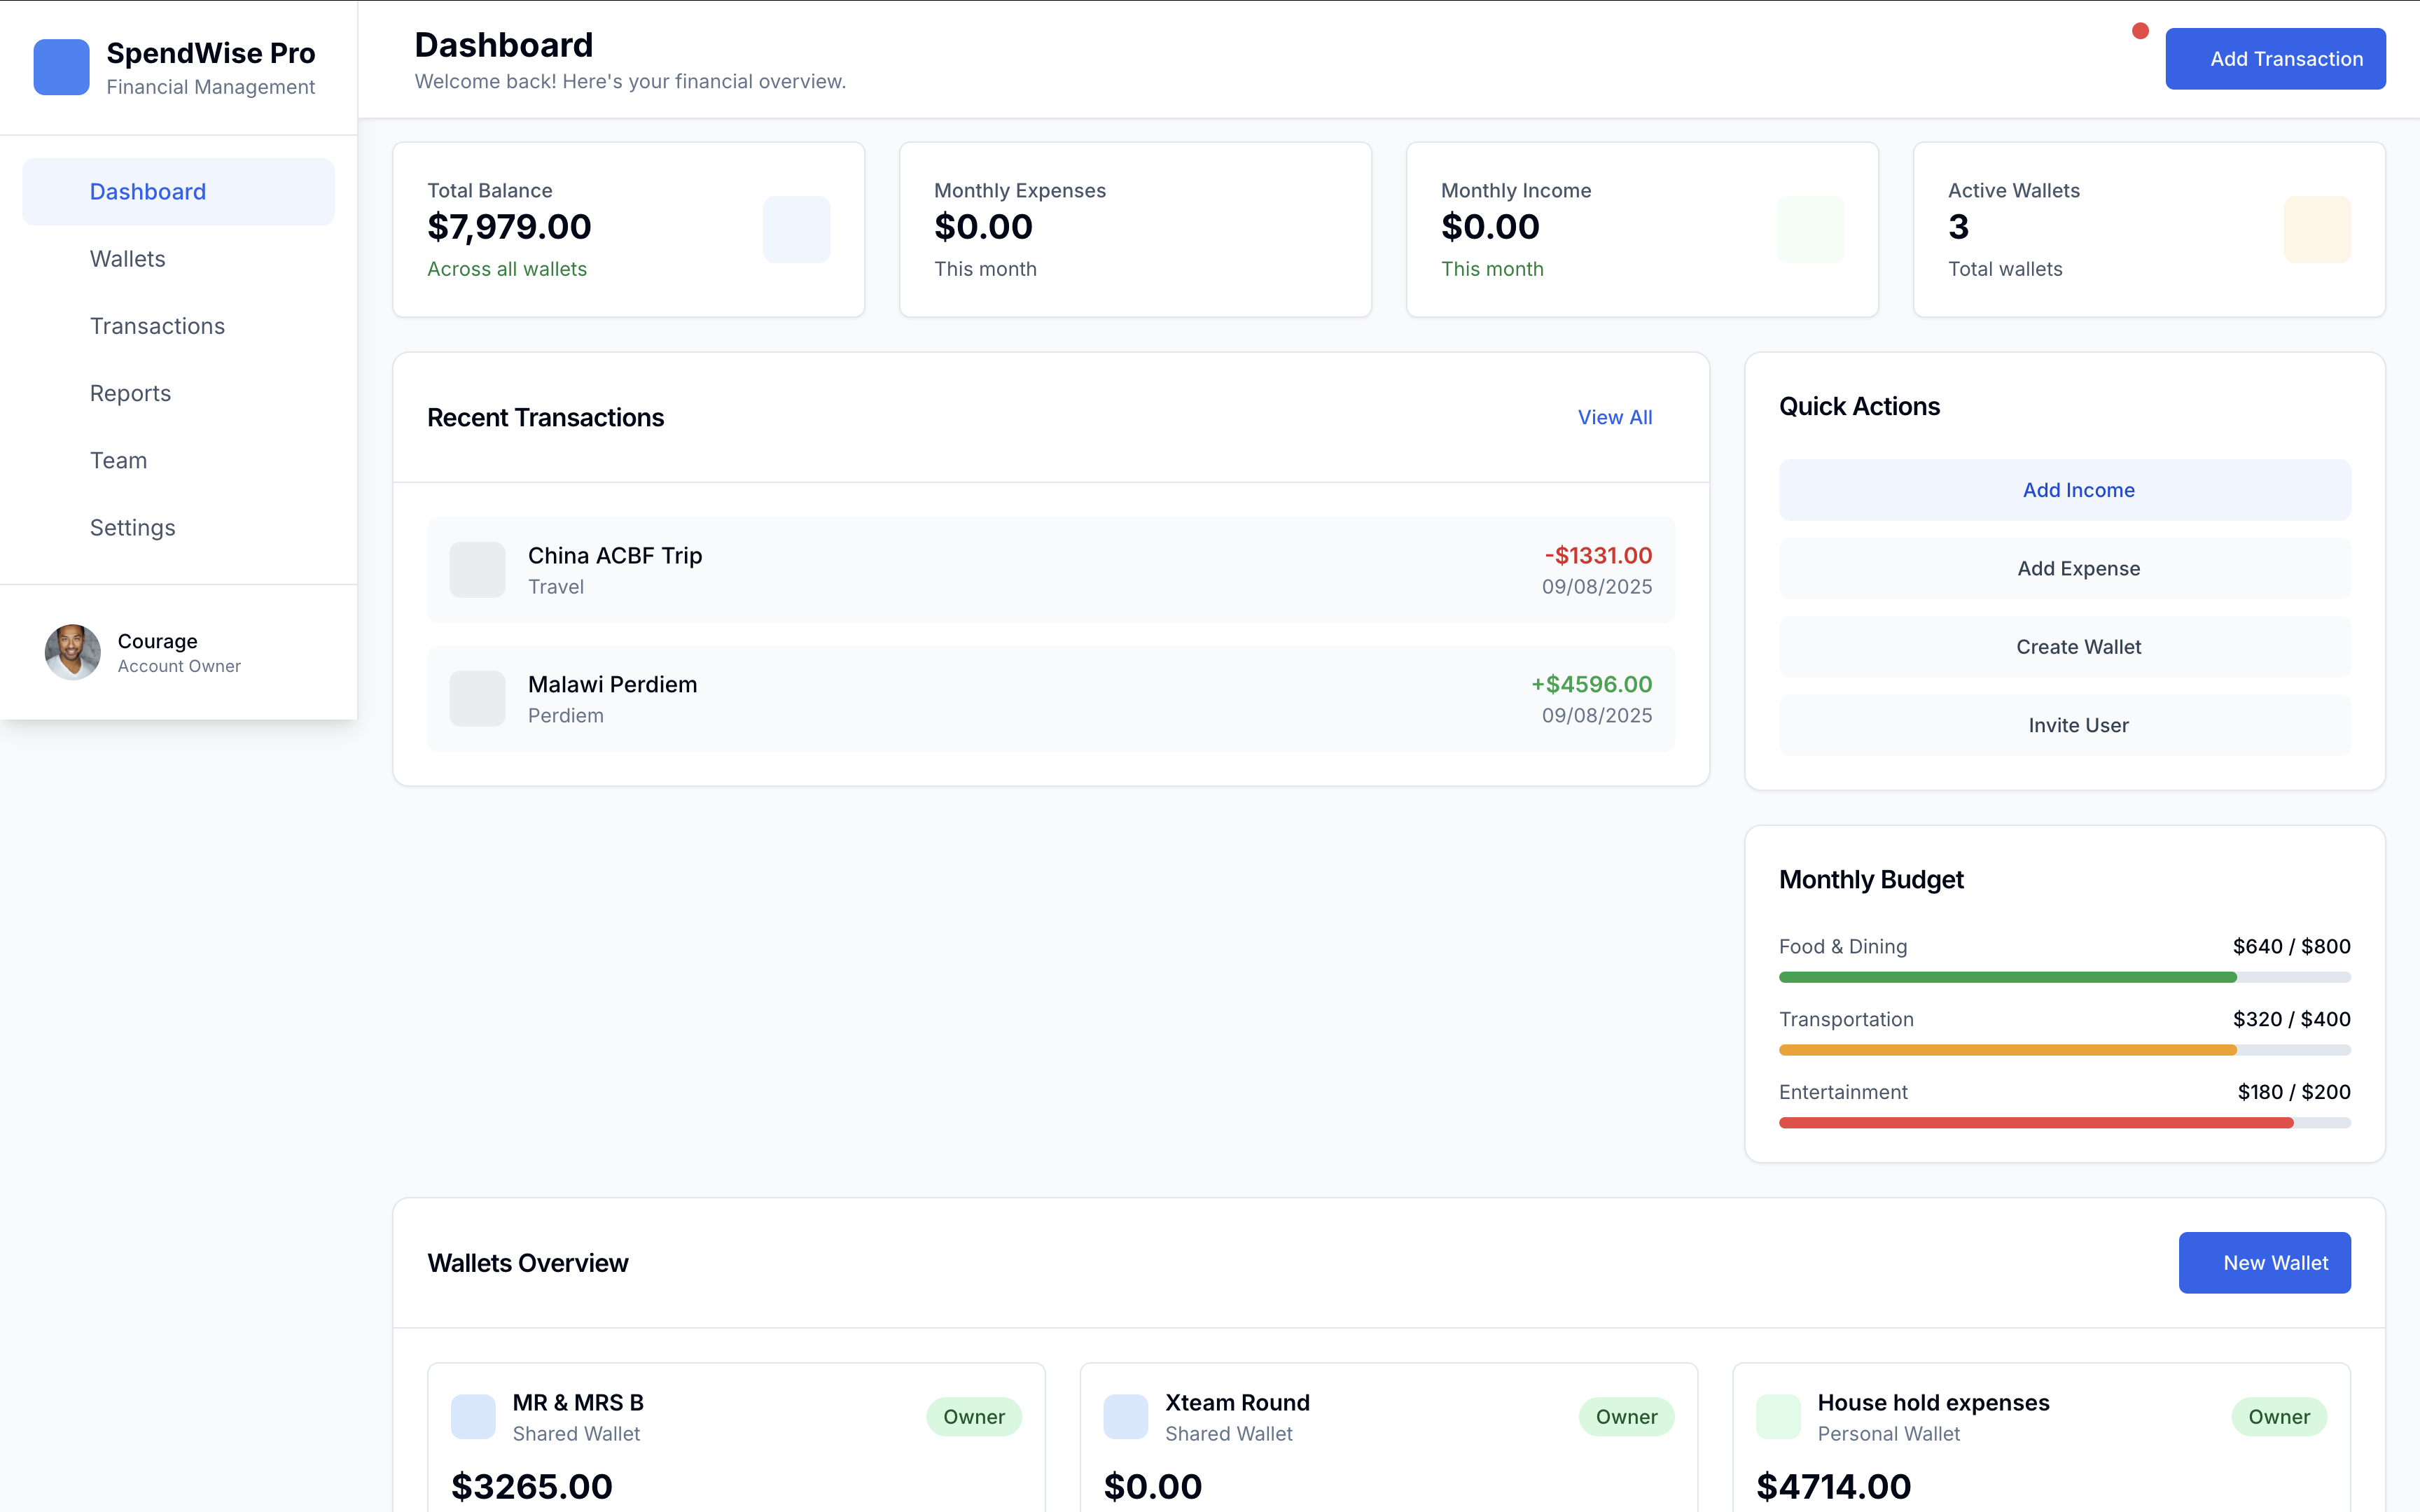 SpendWise Pro
Financial Management
Dashboard
Wallets
Transactions
Reports
Team
Settings
Courage
Account Owner
Dashboard
Welcome back! Here's your financial overview.
Add Transaction
Total Balance
$7,979.00
Across all wallets
Monthly Expenses
$0.00
This month
Monthly Income
$0.00
This month
Active Wallets
3
Total wallets
Recent Transactions
View All
China ACBF Trip
Travel
-$1331.00
09/08/2025
Malawi Perdiem
Perdiem
+$4596.00
09/08/2025
Quick Actions
Add Income
Add Expense
Create Wallet
Invite User
Monthly Budget
Food & Dining
$640 / $800
Transportation
$320 / $400
Entertainment
$180 / $200
Wallets Overview
New Wallet
MR & MRS B
Shared Wallet
Owner
$3265.00
Xteam Round
Shared Wallet
Owner
$0.00
House hold expenses
Personal Wallet
Owner
$4714.00